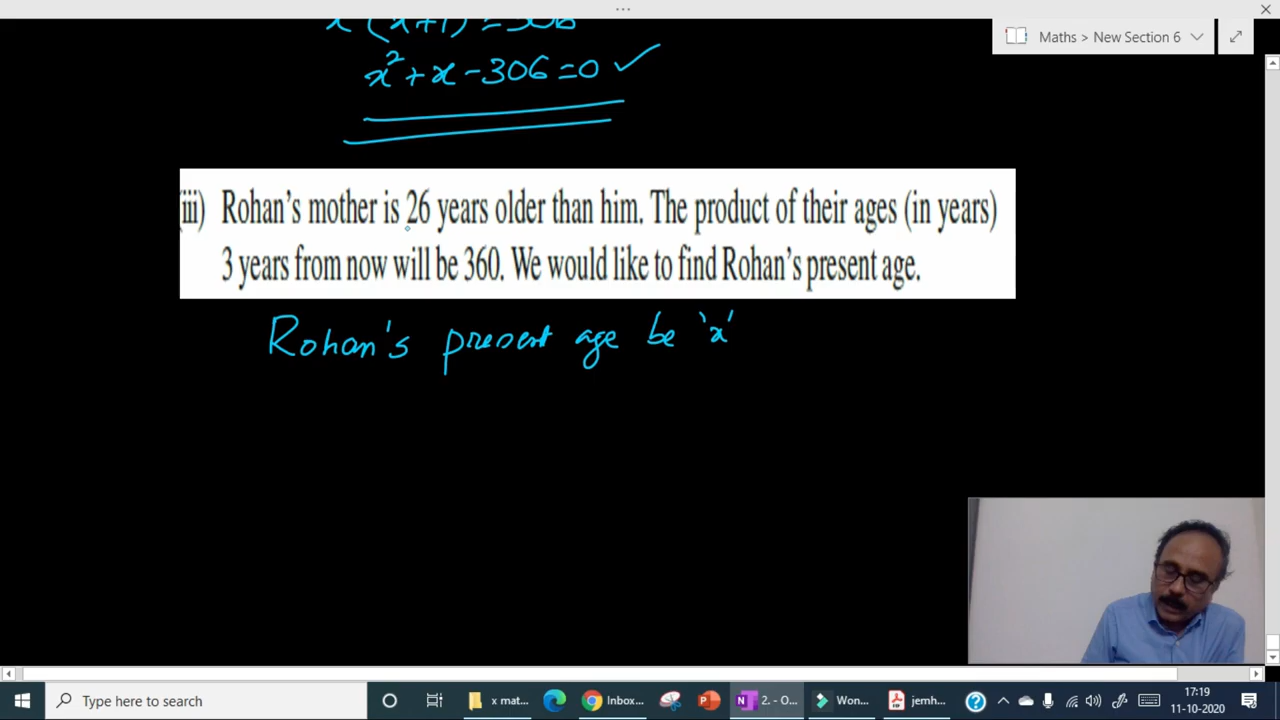 x (x+1) = 306
Maths > New Section 6
x² + x - 306 = 0 ✓
(iii) Rohan's mother is 26 years older than him. The product of their ages (in years)
3 years from now will be 360. We would like to find Rohan's present age.
Rohan's present age be 'x'
Type here to search
x mat...
Inbox...
2. - O...
Won...
jemh...
17:19
11-10-2020